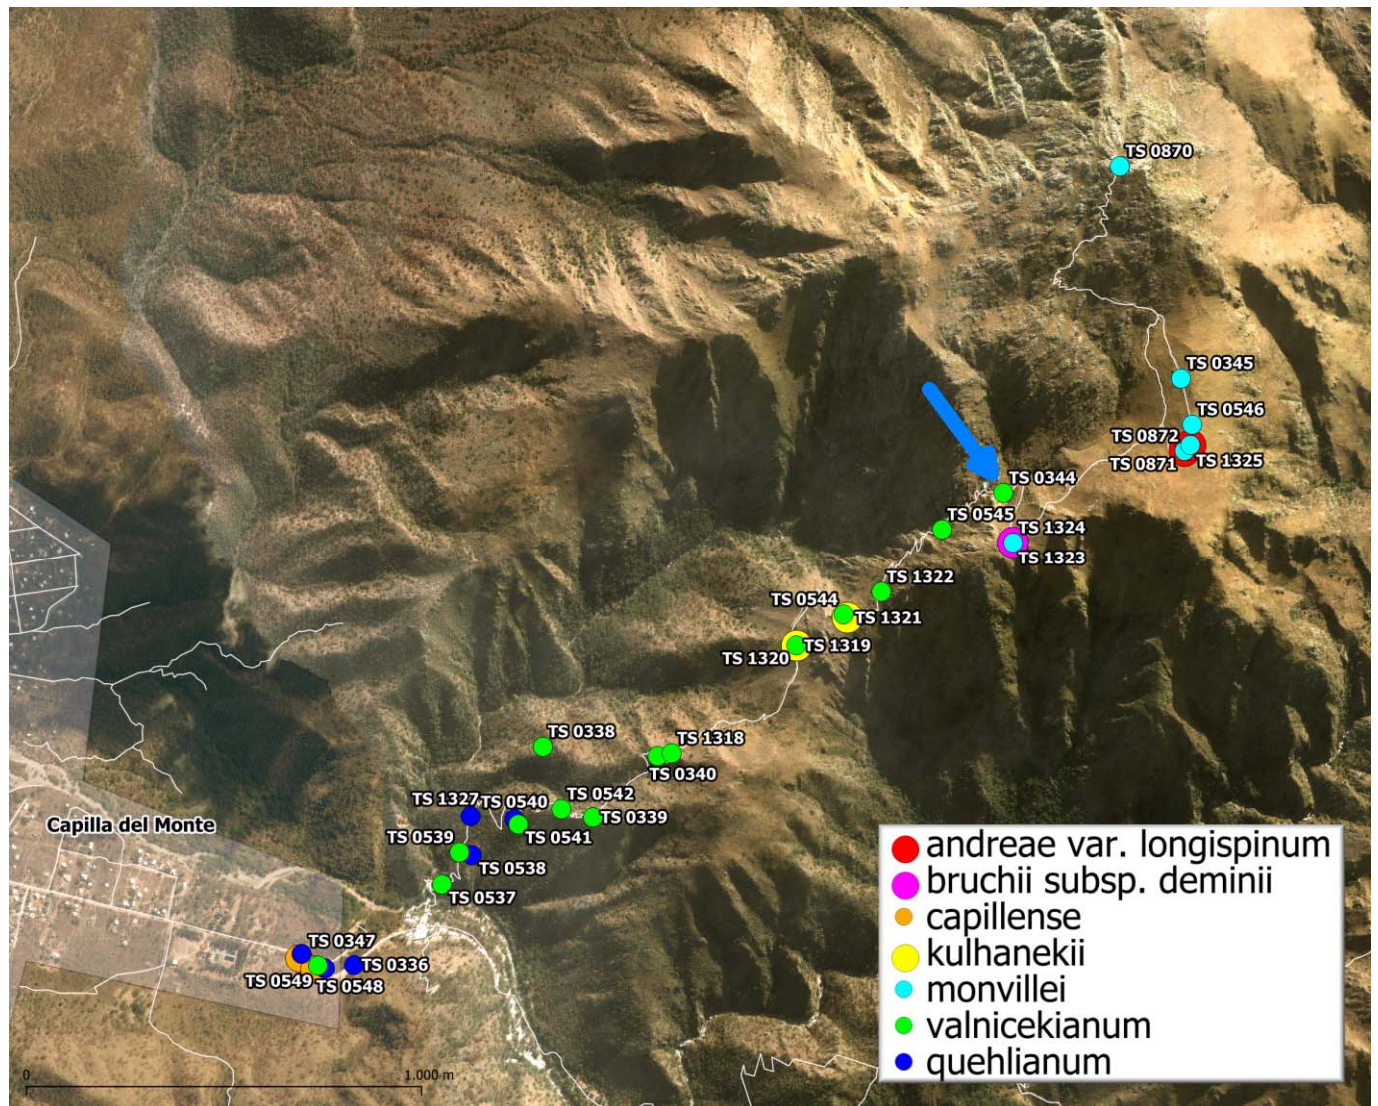 TS 0870
TS 0345
TS 0546
TS 0872
TS 0871
TS 1325
TS 0344
TS 0545
TS 1324
TS 1323
TS 1322
TS 0544
TS 1321
TS 1319
TS 1320
TS 0338
TS 1318
TS 0340
TS 0542
TS 1327
TS 0540
TS 0339
TS 0541
TS 0539
TS 0538
TS 0537
Capilla del Monte
TS 0347
TS 0336
TS 0549
TS 0548
0
1.000 m
andreae var. longispinum
bruchii subsp. deminii
capillense
kulhanekii
monvillei
valnicekianum
quehlianum